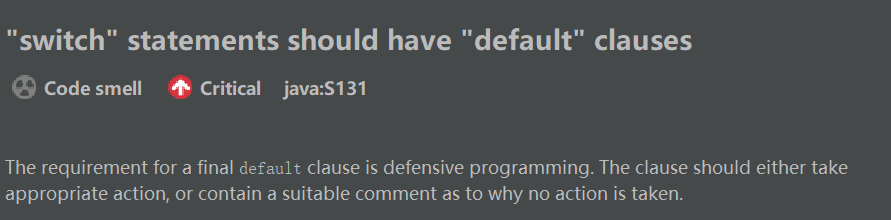 "switch" statements should have "default" clauses
Code smell Critical java:S131
The requirement for a final default clause is defensive programming. The clause should either take
appropriate action, or contain a suitable comment as to why no action is taken.